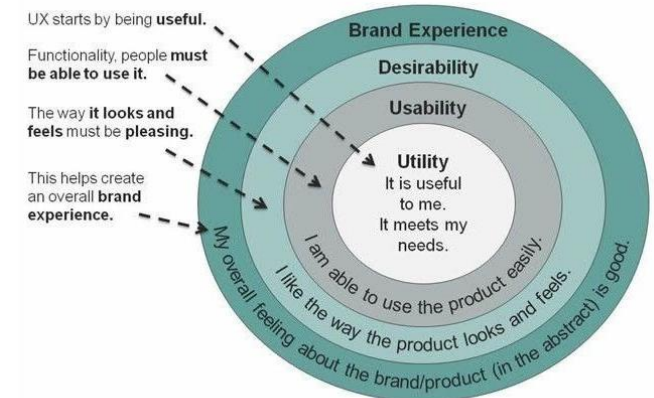 UX starts by being useful.
Functionality, people must
be able to use it.
The way it looks and
feels must be pleasing.
This helps create
an overall brand
experience.
Brand Experience
Desirability
Usability
Utility
It is useful
to me.
It meets my
needs.
I am able to use the product easily.
I like the way the product looks and feels.
My overall feeling about the brand/product (in the abstract) is good.